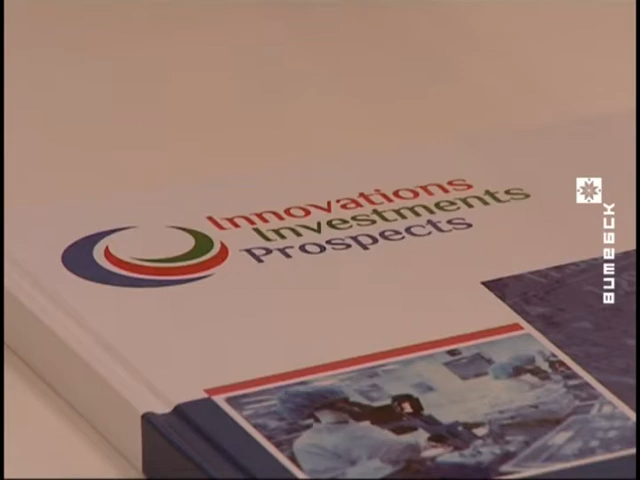 Innovations
Investments
Prospects
витебск